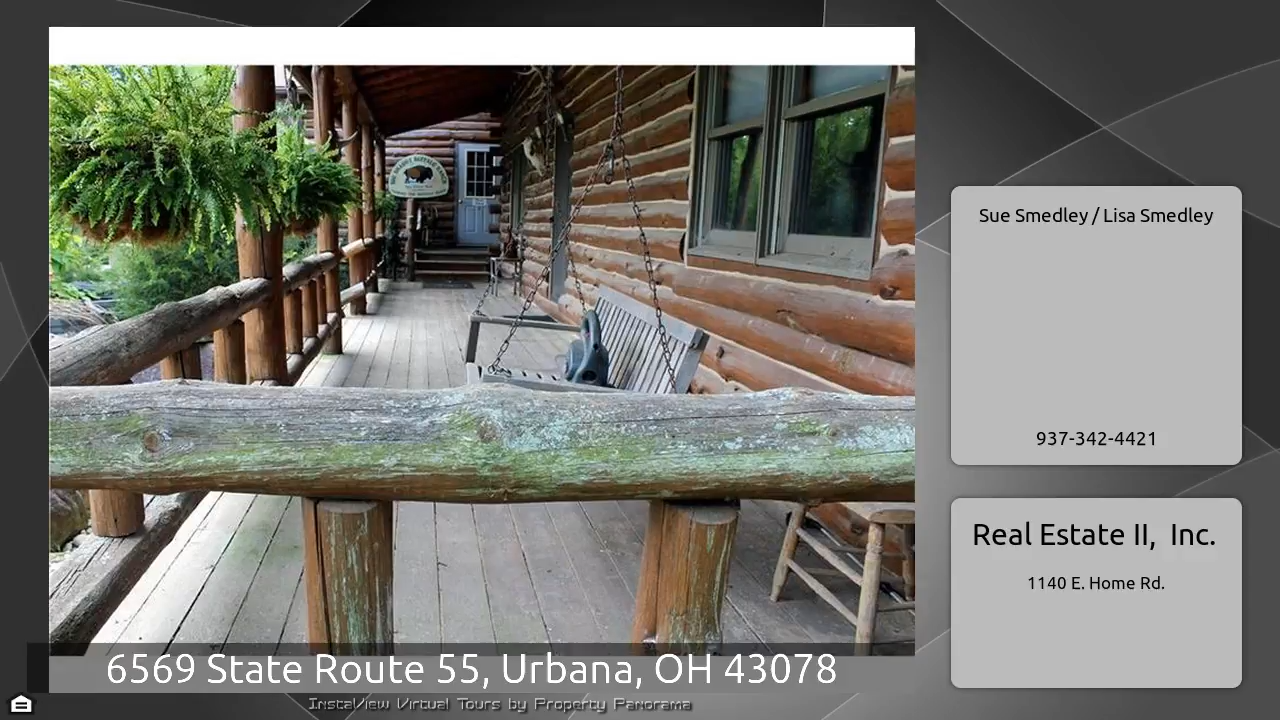 Sue Smedley / Lisa Smedley
937-342-4421
Real Estate II, Inc.
1140 E. Home Rd.
6569 State Route 55, Urbana, OH 43078
InstaView Virtual Tours by Property Panorama